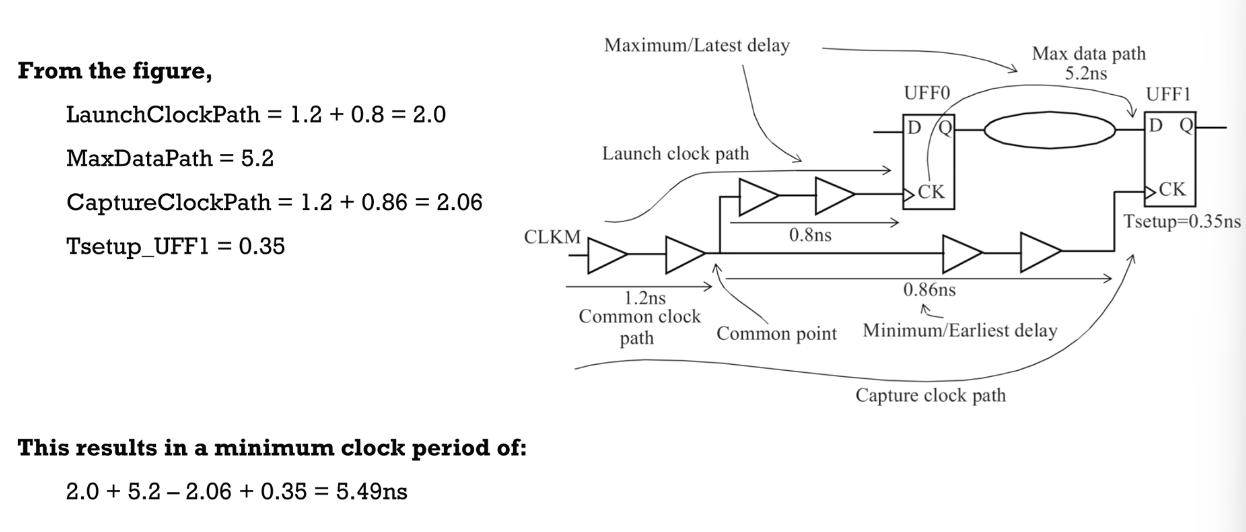 From the figure,
LaunchClockPath = 1.2 + 0.8 = 2.0
MaxDataPath = 5.2
CaptureClockPath = 1.2 + 0.86 = 2.06
Tsetup_UFF1 = 0.35
This results in a minimum clock period of:
2.0 + 5.2 – 2.06 + 0.35 = 5.49ns
Maximum/Latest delay
Max data path
5.2ns
UFF0
UFF1
D Q
D Q
Launch clock path
CK
CK
Tsetup=0.35ns
0.8ns
CLKM
1.2ns
Common clock
path
Common point
0.86ns
Minimum/Earliest delay
Capture clock path